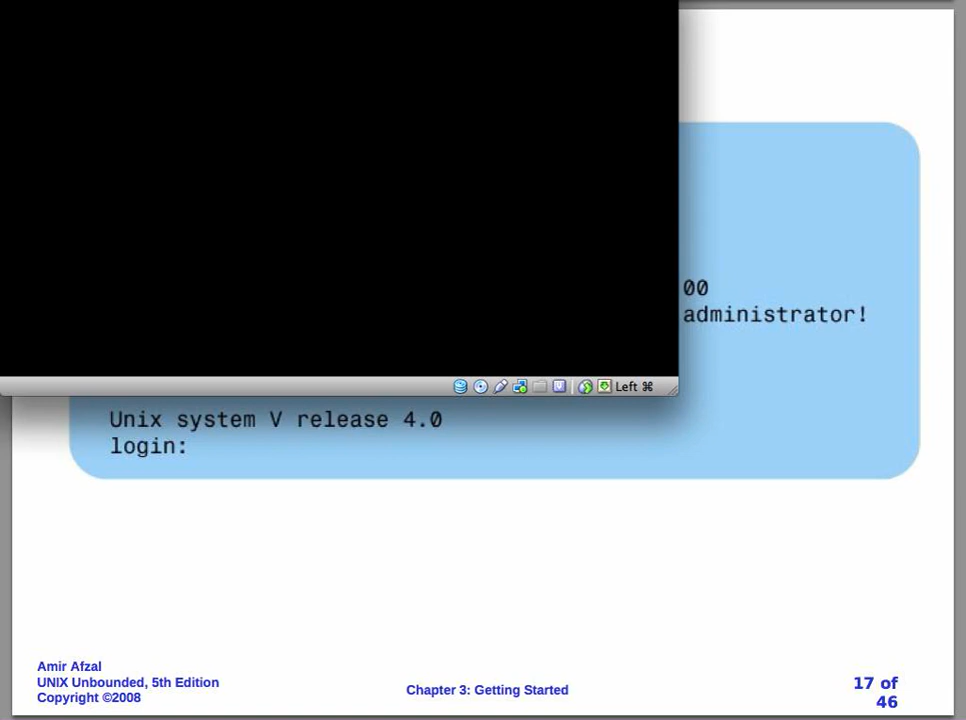 00
administrator!
Left ⌘
Unix system V release 4.0
login:
Amir Afzal
UNIX Unbounded, 5th Edition
Copyright ©2008
Chapter 3: Getting Started
17 of
46